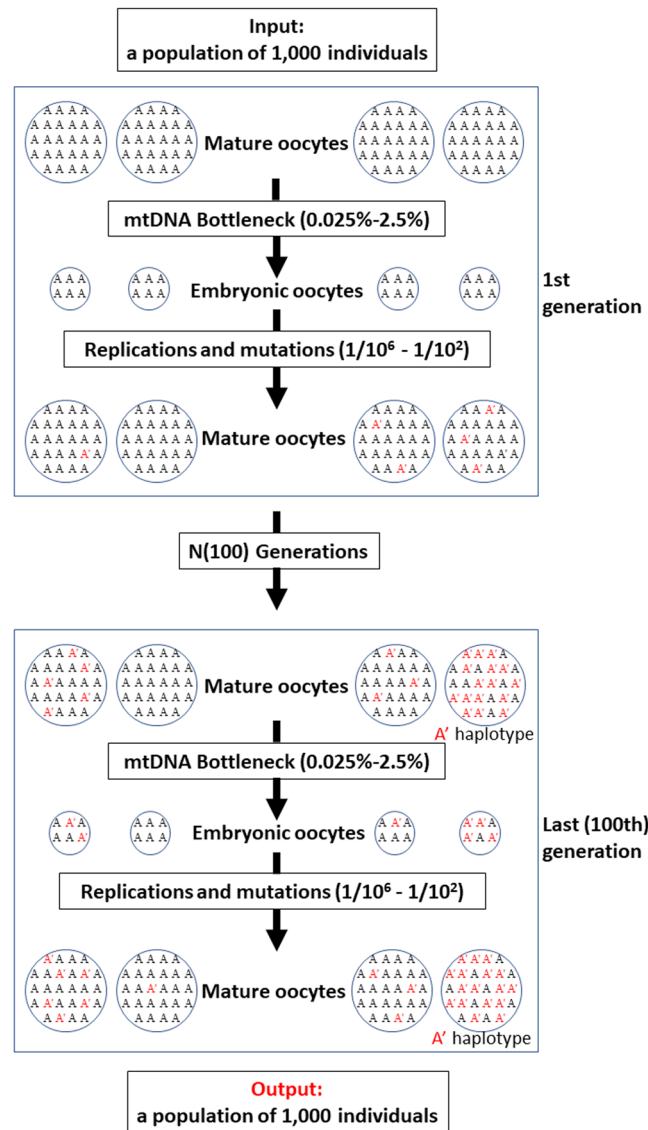 Input:
a population of 1,000 individuals
Mature oocytes
mtDNA Bottleneck (0.025%-2.5%)
A A A
A A A
A A A
A A A
Embryonic oocytes
A A A
A A A
A A A
A A A
1st
generation
Replications and mutations (1/10⁶ - 1/10²)
Mature oocytes
N(100) Generations
Mature oocytes
A’ haplotype
mtDNA Bottleneck (0.025%-2.5%)
A A’ A
A A A’
A A A
A A A
Embryonic oocytes
A A’ A
A A A
A’ A’ A
A’ A A’
Last (100th)
generation
Replications and mutations (1/10⁶ - 1/10²)
Mature oocytes
A’ haplotype
Output:
a population of 1,000 individuals